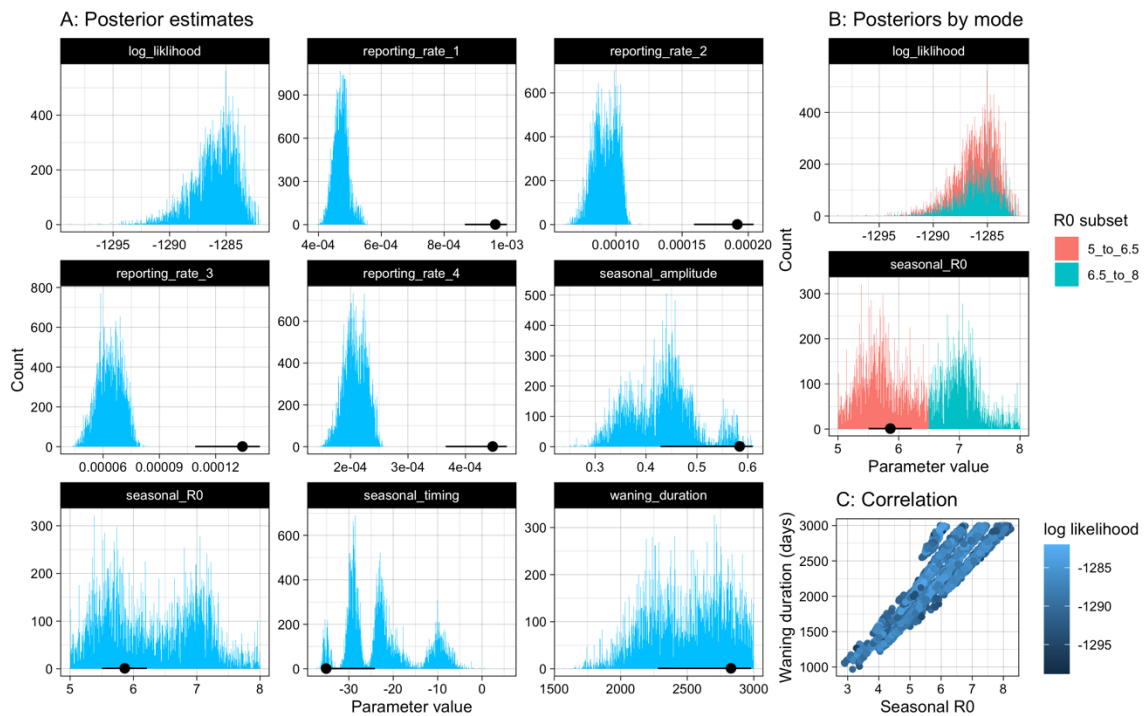 A: Posterior estimates
B: Posteriors by mode
log_liklihood
reporting_rate_1
reporting_rate_2
log_liklihood
400
200
0
-1295
-1290
-1285
900
600
300
0
4e-04
6e-04
8e-04
1e-03
600
400
200
0
0.00010
0.00015
0.00020
400
200
0
-1295
-1290
-1285
reporting_rate_3
reporting_rate_4
seasonal_amplitude
seasonal_R0
800
600
400
200
0
0.00006
0.00009
0.00012
600
400
200
0
2e-04
3e-04
4e-04
500
400
300
200
100
0
0.3
0.4
0.5
0.6
300
200
100
0
5
6
7
8
Parameter value
Count
Count
R0 subset
5_to_6.5
6.5_to_8
seasonal_R0
seasonal_timing
waning_duration
300
200
100
0
5
6
7
8
600
400
200
0
-30
-20
-10
0
300
200
100
0
1500
2000
2500
3000
Parameter value
C: Correlation
Waning duration (days)
3000
2500
2000
1500
1000
3
4
5
6
7
8
Seasonal R0
log likelihood
-1285
-1290
-1295